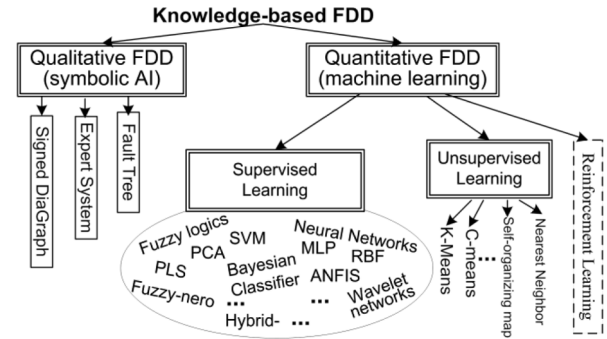 Knowledge-based FDD
Qualitative FDD
(symbolic AI)
Quantitative FDD
(machine learning)
Signed DiaGraph
Expert System
Fault Tree
Supervised
Learning
Unsupervised
Learning
Reinforcement Learning
Fuzzy logics
SVM
Neural Networks
PCA
MLP
RBF
PLS
Bayesian
Classifier
ANFIS
Fuzzy-nero
...
...
Wavelet
networks
Hybrid- ...
K-Means
C-means
...
Self-organizing map
Nearest Neighbor